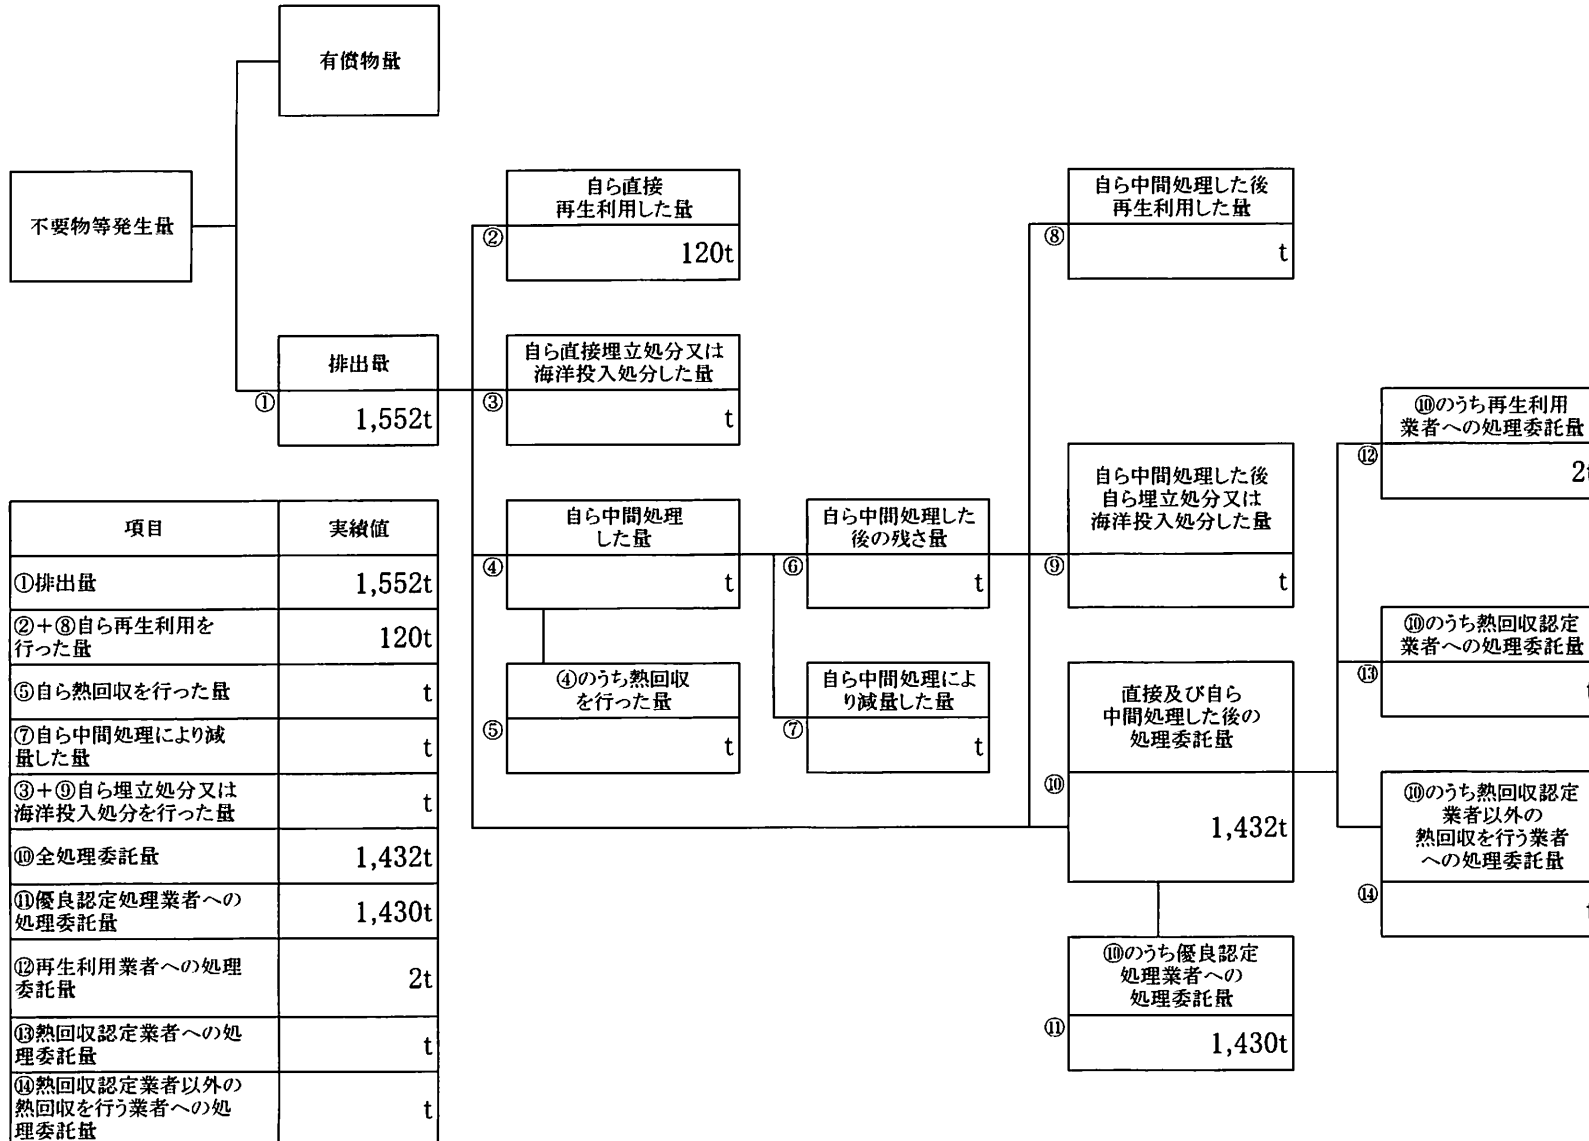 有償物量
不要物等発生量
排出量
①
1,552t
自ら直接
再生利用した量
②
120t
自ら直接埋立処分又は
海洋投入処分した量
③
t
自ら中間処理
した量
④
t
④のうち熱回収
を行った量
⑤
t
自ら中間処理した
後の残さ量
⑥
t
自ら中間処理によ
り減量した量
⑦
t
自ら中間処理した後
再生利用した量
⑧
t
自ら中間処理した後
自ら埋立処分又は
海洋投入処分した量
⑨
t
直接及び自ら
中間処理した後の
処理委託量
⑩
1,432t
⑩のうち優良認定
処理業者への
処理委託量
⑪
1,430t
⑩のうち再生利用
業者への処理委託量
⑫
2t
⑩のうち熱回収認定
業者への処理委託量
⑬
t
⑩のうち熱回収認定
業者以外の
熱回収を行う業者
への処理委託量
⑭
t
項目 実績値
①排出量 1,552t
②+⑧自ら再生利用を
行った量 120t
⑤自ら熱回収を行った量 t
⑦自ら中間処理により減
量した量 t
③+⑨自ら埋立処分又は
海洋投入処分を行った量 t
⑩全処理委託量 1,432t
⑪優良認定処理業者への
処理委託量 1,430t
⑫再生利用業者への処理
委託量 2t
⑬熱回収認定業者への処
理委託量 t
⑭熱回収認定業者以外の
熱回収を行う業者への処
理委託量 t